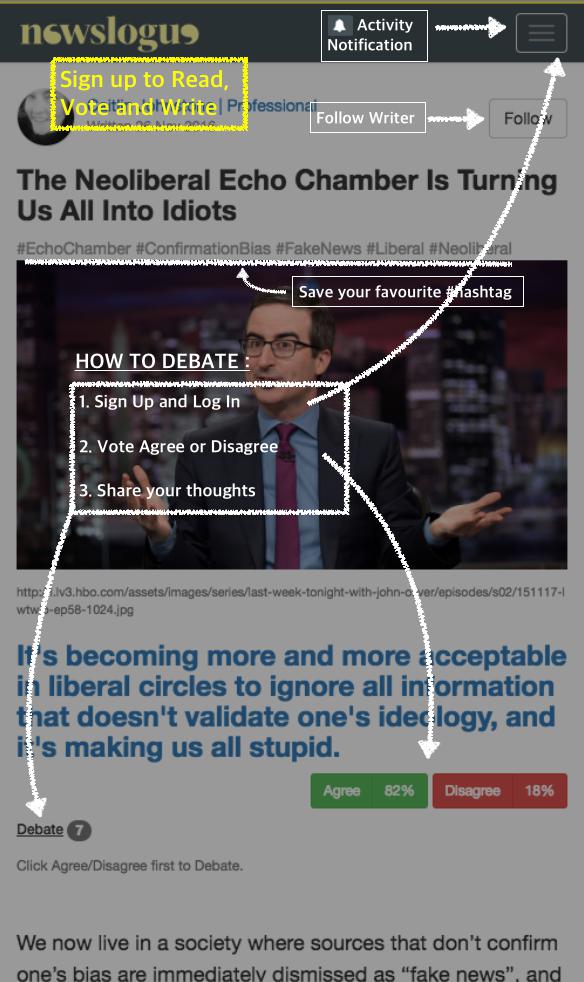 newslogue
Activity
Notification
Sign up to Read,
Vote and Write
| Professional
Written 26 Nov 2016
Follow Writer
Follow
The Neoliberal Echo Chamber Is Turning
Us All Into Idiots
#EchoChamber #ConfirmationBias #FakeNews #Liberal #Neoliberal
Save your favourite #hashtag
HOW TO DEBATE :
1. Sign Up and Log In
2. Vote Agree or Disagree
3. Share your thoughts
.lv3.hbo.com/assets/images/series/last-week-tonight-with-john-oliver/episodes/s02/151117-l
wtw-ep58-1024.jpg
It's becoming more and more acceptable
in liberal circles to ignore all information
that doesn't validate one's ideology, and
it's making us all stupid.
Agree 82% Disagree 18%
Debate 7
Click Agree/Disagree first to Debate.
We now live in a society where sources that don’t confirm
one’s bias are immediately dismissed as “fake news”, and